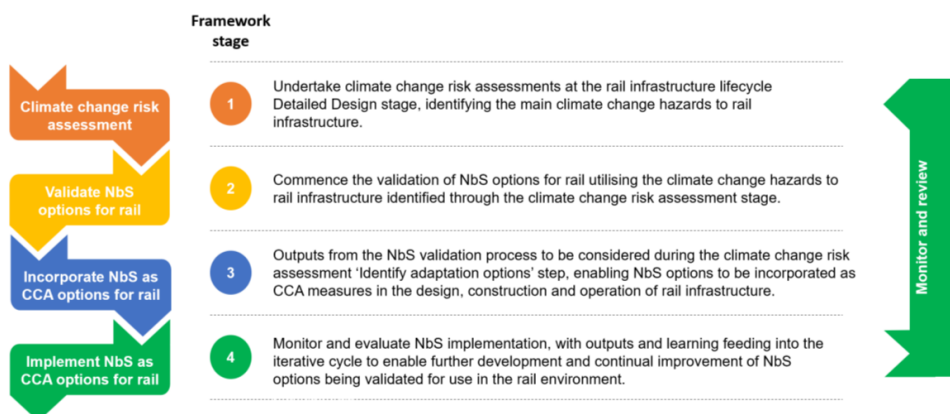 Framework
stage
Climate change risk
assessment
1
Undertake climate change risk assessments at the rail infrastructure lifecycle
Detailed Design stage, identifying the main climate change hazards to rail
infrastructure.
Validate NbS
options for rail
2
Commence the validation of NbS options for rail utilising the climate change hazards to
rail infrastructure identified through the climate change risk assessment stage.
Incorporate NbS as
CCA options for rail
3
Outputs from the NbS validation process to be considered during the climate change risk
assessment ‘Identify adaptation options’ step, enabling NbS options to be incorporated as
CCA measures in the design, construction and operation of rail infrastructure.
Implement NbS as
CCA options for rail
4
Monitor and evaluate NbS implementation, with outputs and learning feeding into the
iterative cycle to enable further development and continual improvement of NbS
options being validated for use in the rail environment.
Monitor and review